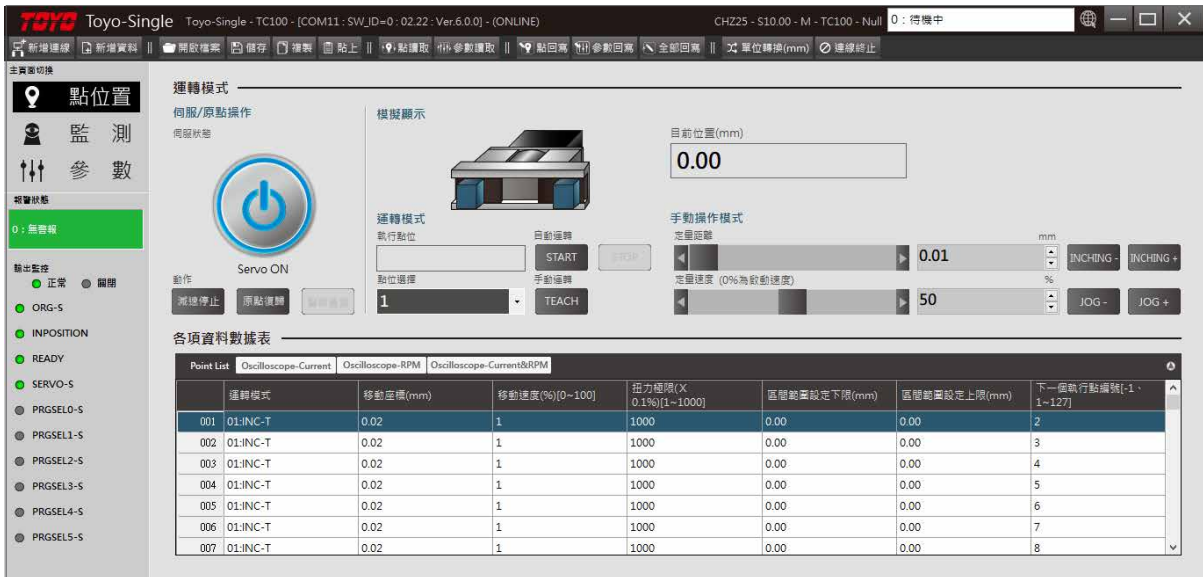 TOYO Toyo-Single Toyo-Single - TC100 - [COM11 : SW_ID=0 : 02.22 : Ver.6.0.0] - (ONLINE) CHZ25 - S10.00 - M - TC100 - Null 0 : 待機中
新增連線 新增資料 開啟檔案 儲存 複製 貼上 點讀取 參數讀取 點回寫 參數回寫 全部回寫 單位轉換(mm) 連線終止
主頁面切換
點位置
監 測
參 數
報警狀態
0 : 無警報
輸出監控
正常 關閉
ORG-S
INPOSITION
READY
SERVO-S
PRGSEL0-S
PRGSEL1-S
PRGSEL2-S
PRGSEL3-S
PRGSEL4-S
PRGSEL5-S
運轉模式
伺服/原點操作
伺服狀態
Servo ON
動作
減速停止 原點復歸
模擬顯示
目前位置(mm)
0.00
運轉模式
執行點位 自動運轉
START
點位選擇 手動運轉
1 TEACH
手動操作模式
定量距離 mm
0.01 INCHING - INCHING +
定量速度 (0%為啟動速度) %
50 JOG - JOG +
各項資料數據表
Point List Oscilloscope-Current Oscilloscope-RPM Oscilloscope-Current&RPM
運轉模式 移動座標(mm) 移動速度(%)[0~100] 扭力極限(X 0.1%)[1~1000] 區間範圍設定下限(mm) 區間範圍設定上限(mm) 下一個執行點編號[-1、1~127]
001 01:INC-T 0.02 1 1000 0.00 0.00 2
002 01:INC-T 0.02 1 1000 0.00 0.00 3
003 01:INC-T 0.02 1 1000 0.00 0.00 4
004 01:INC-T 0.02 1 1000 0.00 0.00 5
005 01:INC-T 0.02 1 1000 0.00 0.00 6
006 01:INC-T 0.02 1 1000 0.00 0.00 7
007 01:INC-T 0.02 1 1000 0.00 0.00 8